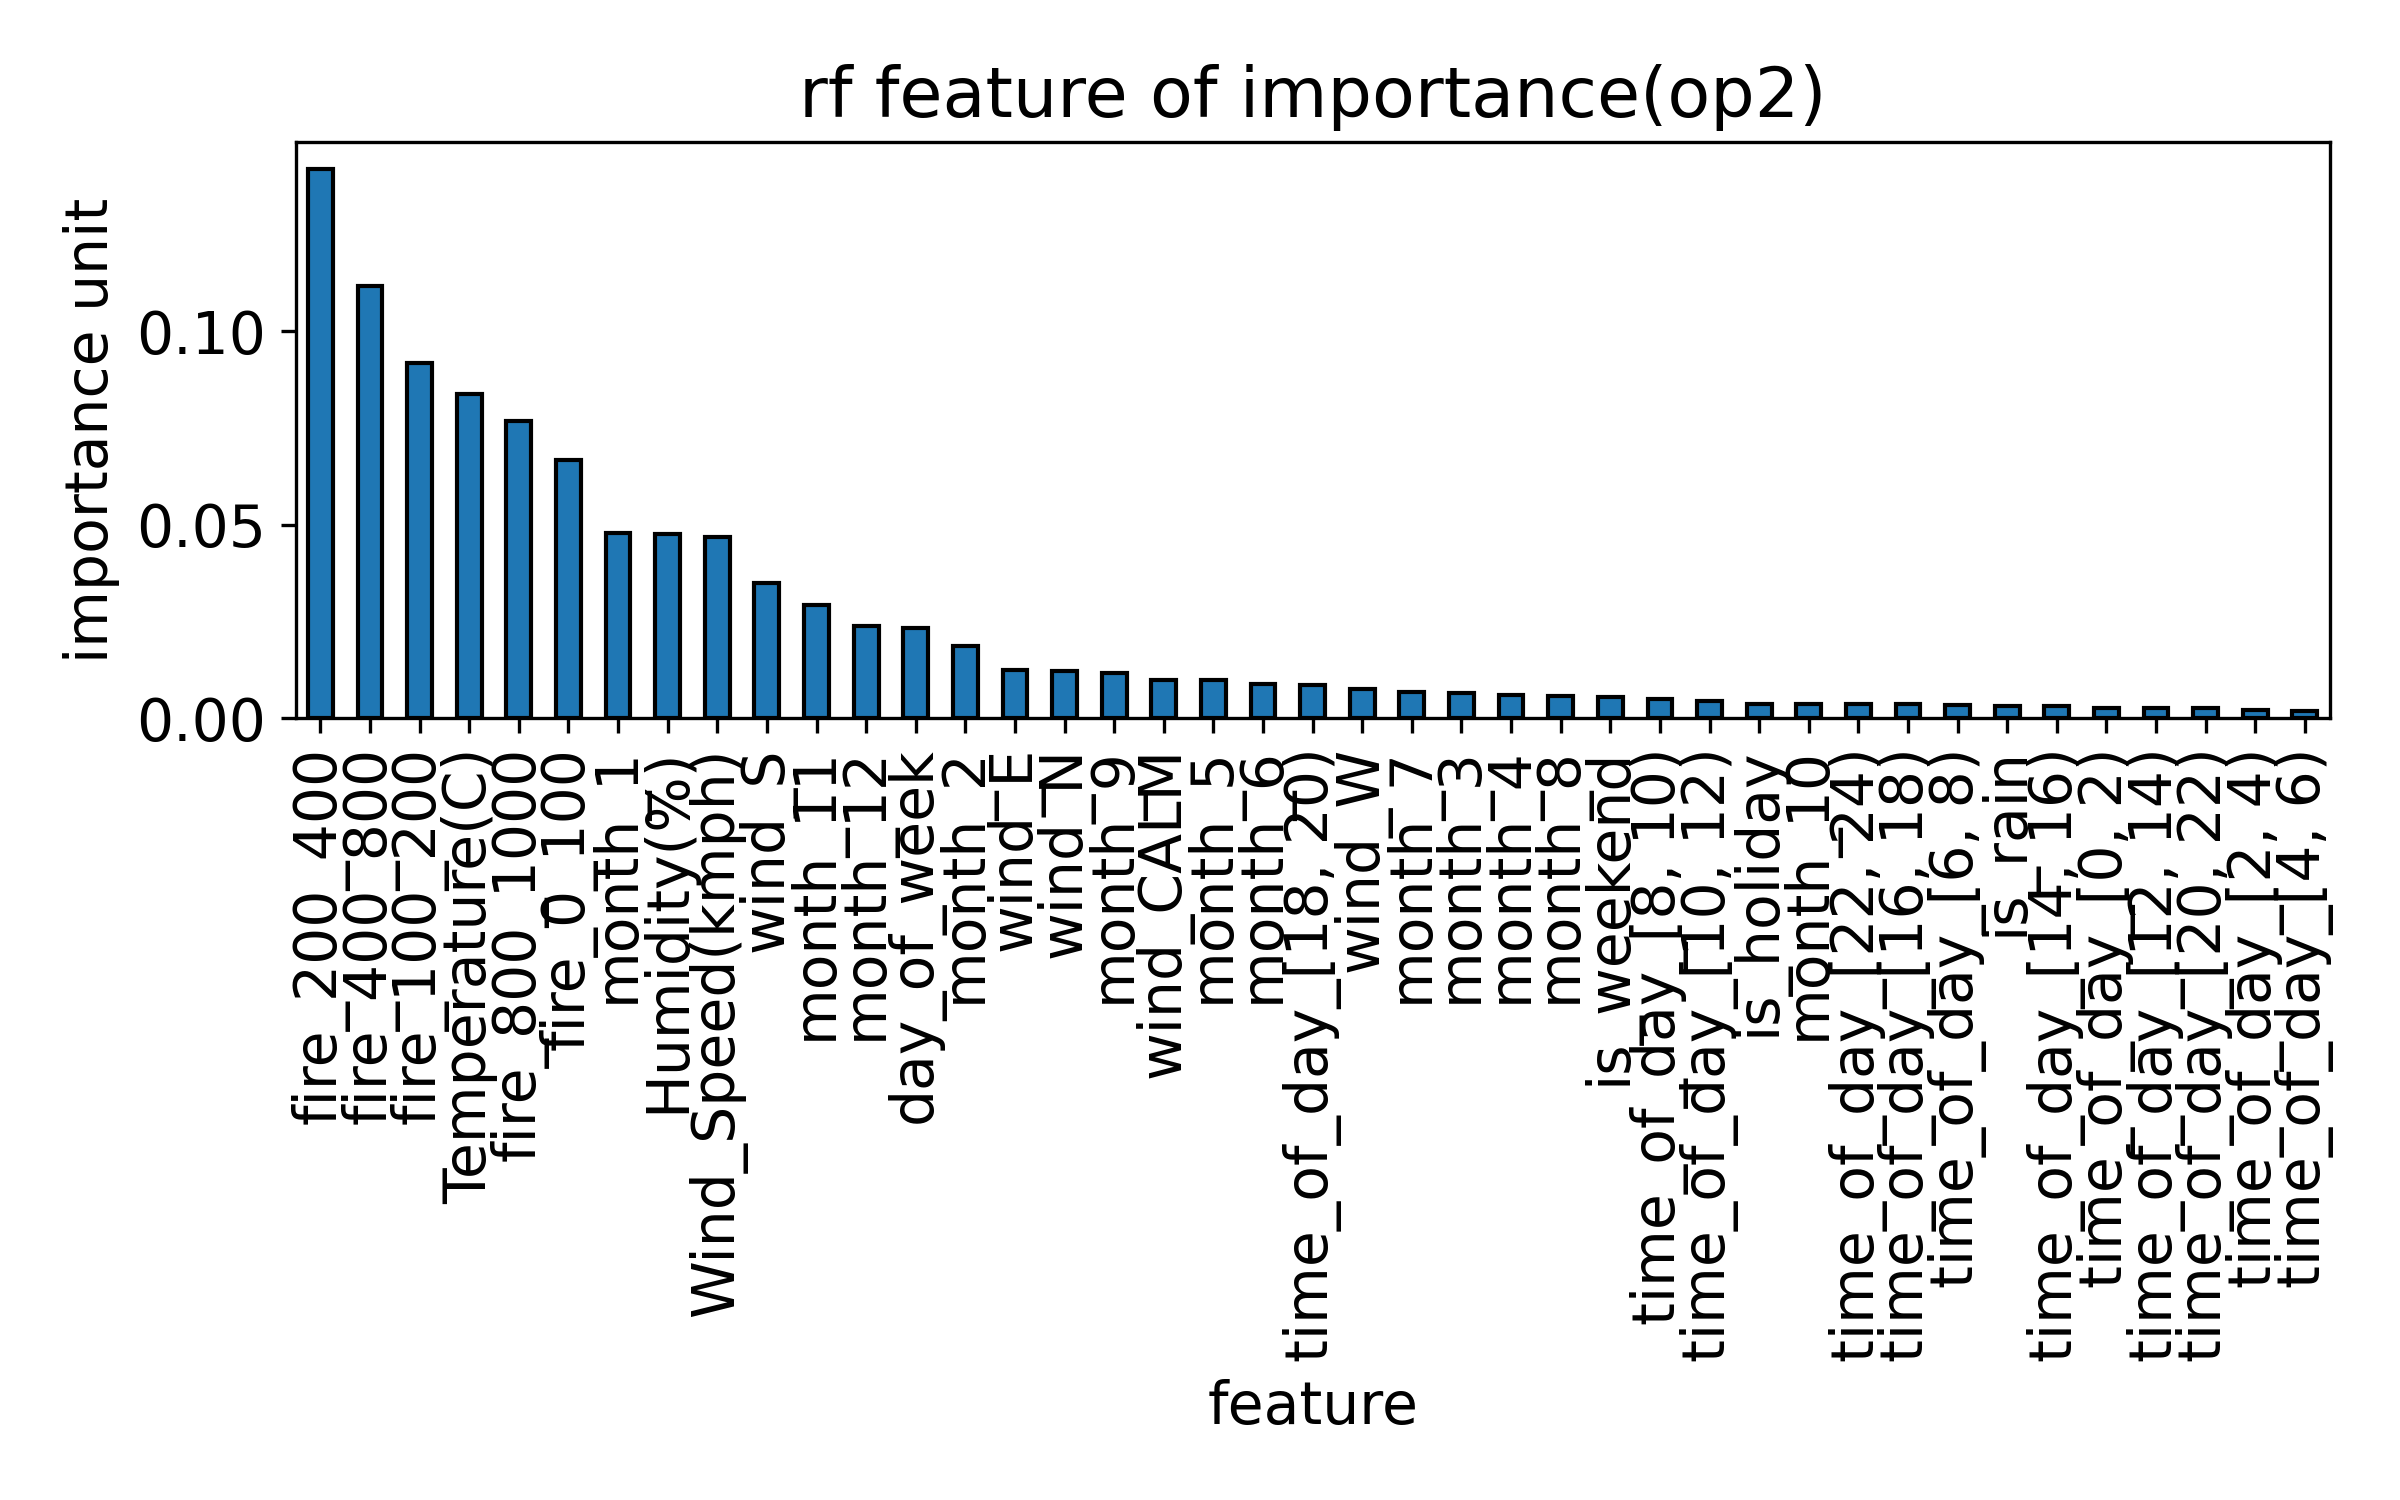 rf feature of importance(op2)
importance unit
0.10
0.05
0.00
fire_200_400
fire_400_800
fire_100_200
Temperature(C)
fire_800_1000
fire_0_100
month_1
Humidity(%)
Wind_Speed(kmph)
wind_S
month_11
month_12
day_of_week
month_2
wind_E
wind_N
month_9
wind_CALM
month_5
month_6
time_of_day_[18, 20)
wind_W
month_7
month_3
month_4
month_8
is_weekend
time_of_day_[8, 10)
time_of_day_[10, 12)
is_holiday
month_10
time_of_day_[22, 24)
time_of_day_[16, 18)
time_of_day_[6, 8)
is_rain
time_of_day_[14, 16)
time_of_day_[0, 2)
time_of_day_[12, 14)
time_of_day_[20, 22)
time_of_day_[2, 4)
time_of_day_[4, 6)
feature